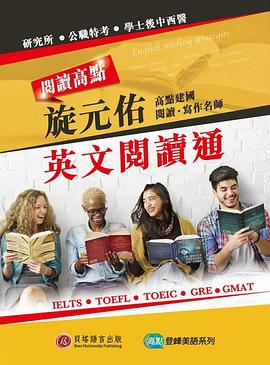 研究所 ● 公職特考 ● 學士後中西醫
English reading strategies
閱讀高點
旋元佑
高點建國
閱讀・寫作名師
英文閱讀通
IELTS ● TOEFL ● TOEIC ● GRE ● GMAT
貝塔語言出版
Beta Multimedia Publishing
高點
登峰美語系列